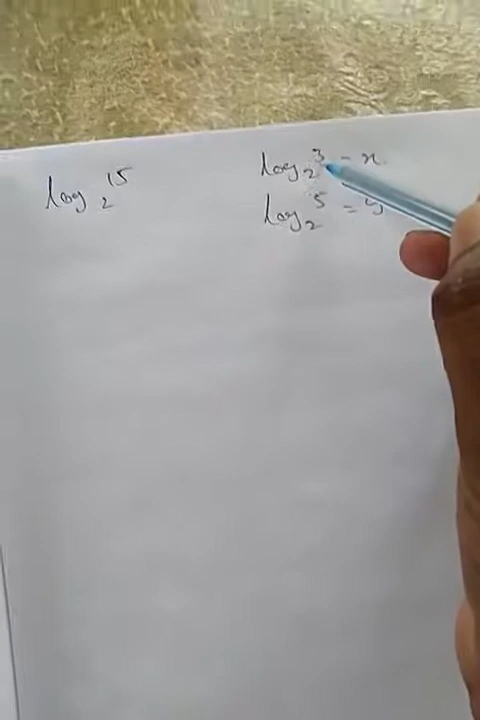 log₂ 15
log₂ 3 = x
log₂ 5 = y